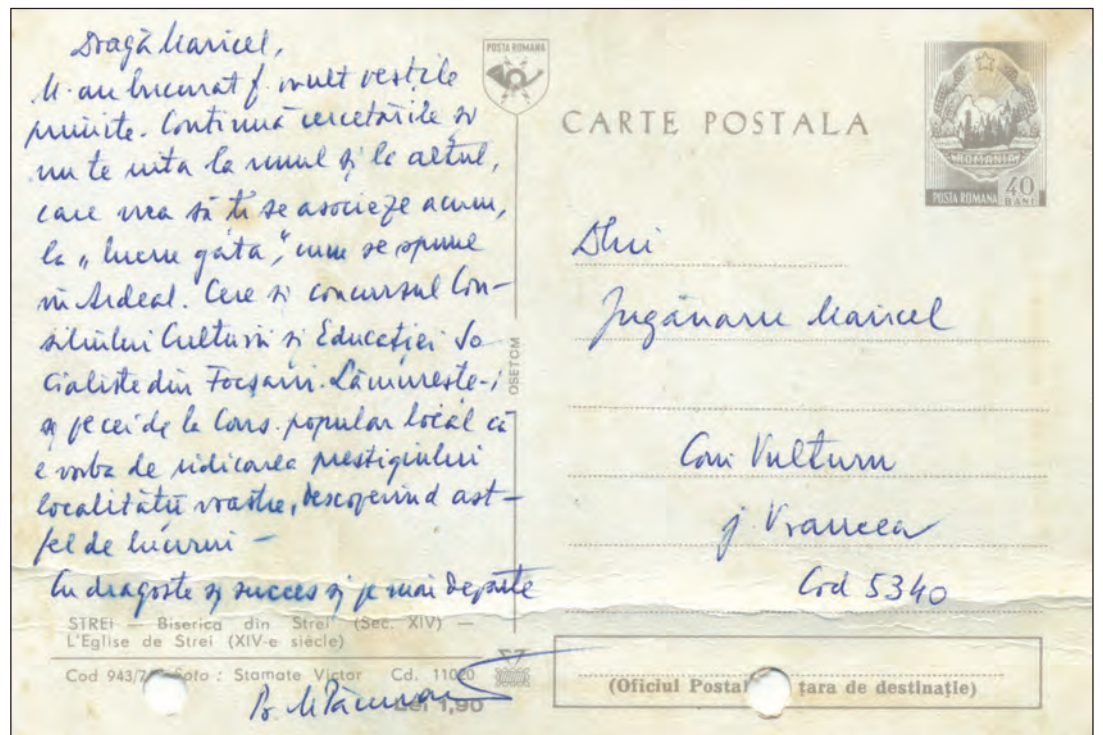 Dragă Maricel,
M-au bucurat f. mult veștile
primite. Continuă cercetările și
nu te uita la unul și la altul,
care vrea să ți se asocieze acum,
la „lucru gata", cum se spune
în Ardeal. Cere și concursul Con-
siliului Culturii și Educației So-
cialiste din Focșani. Lămurește-i
și pe cei de la Cons. popular local că
e vorba de ridicarea prestigiului
localității voastre, descoperind ast-
fel de lucruri –
Cu dragoste și succes și pe mai departe
STREI — Biserica din Strei (Sec. XIV) —
L'Eglise de Strei (XIV-e siècle)
Cod 943/7 Foto : Stamate Victor Cd. 11020
Lei 1,90
POSTA ROMANA
OSETCM
CARTE POSTALA
ROMANIA
POSTA ROMANA 40 BANI
Dlui
Jugănaru Maricel
Com Vulturu
j. Vrancea
Cod 5340
(Oficiul Postal țara de destinație)